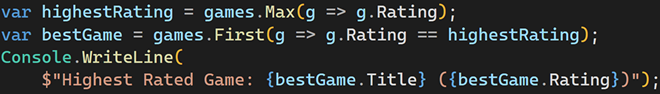 var highestRating = games.Max(g => g.Rating);
var bestGame = games.First(g => g.Rating == highestRating);
Console.WriteLine(
    $"Highest Rated Game: {bestGame.Title} ({bestGame.Rating})");